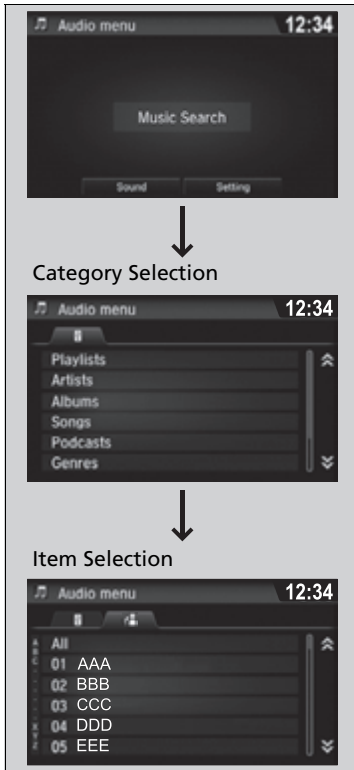 Audio menu 12:34
Music Search
Sound Setting
Category Selection
Audio menu 12:34
Playlists
Artists
Albums
Songs
Podcasts
Genres
Item Selection
Audio menu 12:34
All
01 AAA
02 BBB
03 CCC
04 DDD
05 EEE